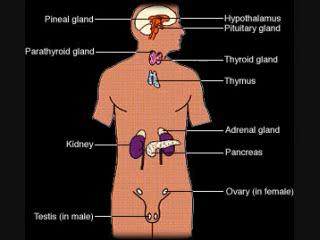 Pineal gland
Hypothalamus
Pituitary gland
Parathyroid gland
Thyroid gland
Thymus
Adrenal gland
Kidney
Pancreas
Ovary (in female)
Testis (in male)